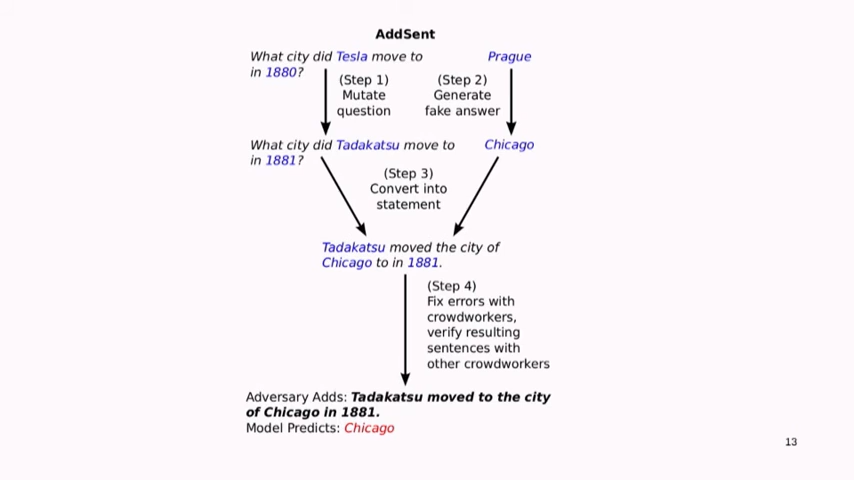 AddSent
What city did Tesla move to
in 1880?
Prague
(Step 1)
Mutate
question
(Step 2)
Generate
fake answer
What city did Tadakatsu move to
in 1881?
Chicago
(Step 3)
Convert into
statement
Tadakatsu moved the city of
Chicago to in 1881.
(Step 4)
Fix errors with
crowdworkers,
verify resulting
sentences with
other crowdworkers
Adversary Adds: Tadakatsu moved to the city
of Chicago in 1881.
Model Predicts: Chicago
13